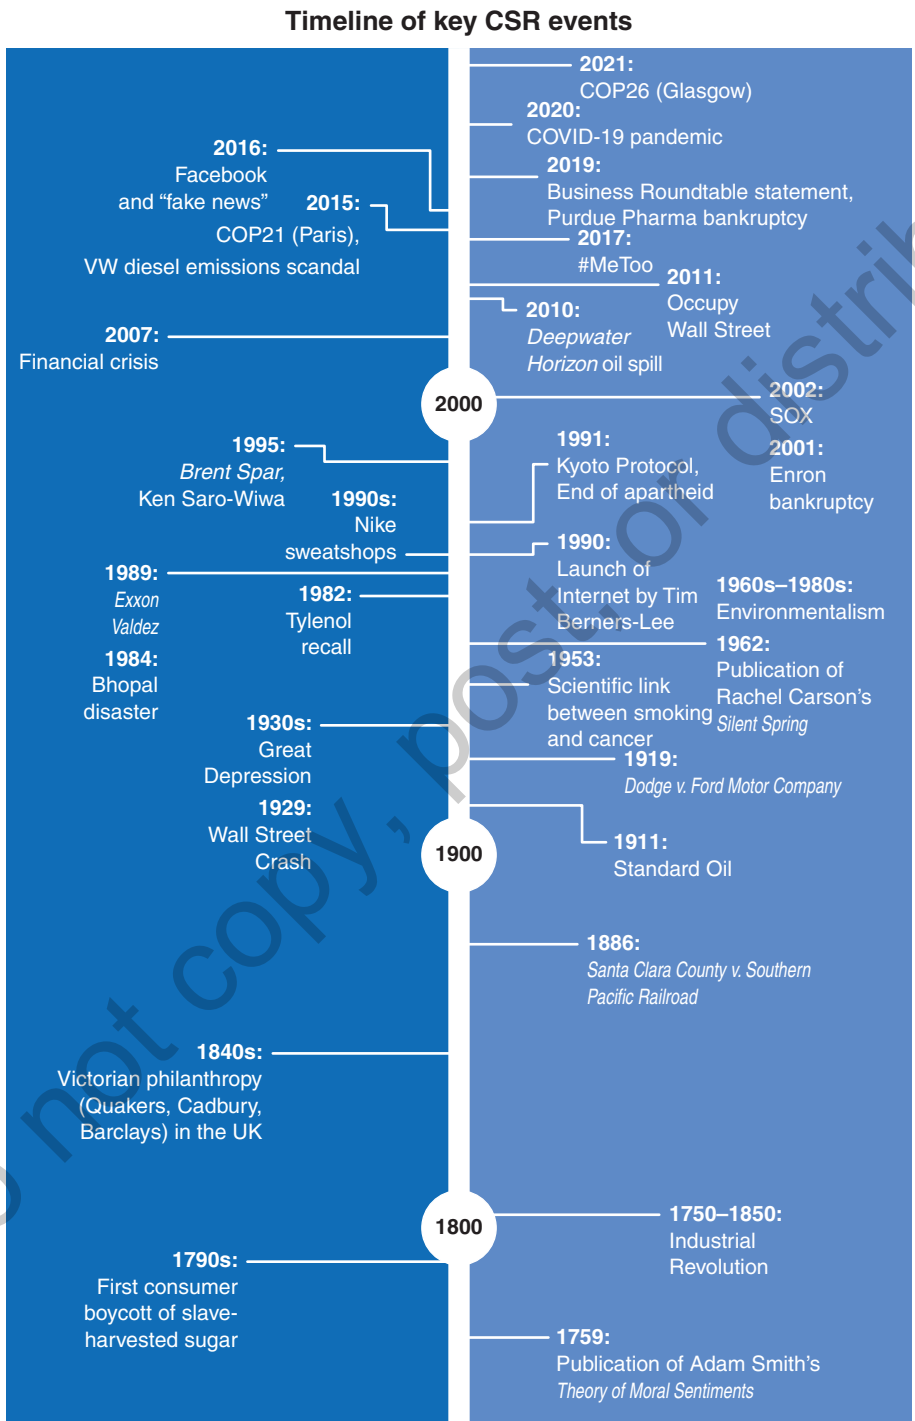 Timeline of key CSR events
2021:
COP26 (Glasgow)
2020:
COVID-19 pandemic
2016:
Facebook
and “fake news”
2019:
Business Roundtable statement,
Purdue Pharma bankruptcy
2015:
COP21 (Paris),
VW diesel emissions scandal
2017:
#MeToo
2011:
Occupy
Wall Street
2010:
Deepwater
Horizon oil spill
2007:
Financial crisis
2000
2002:
SOX
2001:
Enron
bankruptcy
1995:
Brent Spar,
Ken Saro-Wiwa
1991:
Kyoto Protocol,
End of apartheid
1990s:
Nike
sweatshops
1990:
Launch of
Internet by Tim
Berners-Lee
1989:
Exxon
Valdez
1982:
Tylenol
recall
1960s–1980s:
Environmentalism
1984:
Bhopal
disaster
1962:
Publication of
Rachel Carson’s
Silent Spring
1953:
Scientific link
between smoking
and cancer
1930s:
Great
Depression
1919:
Dodge v. Ford Motor Company
1929:
Wall Street
Crash
1900
1911:
Standard Oil
1886:
Santa Clara County v. Southern
Pacific Railroad
1840s:
Victorian philanthropy
(Quakers, Cadbury,
Barclays) in the UK
1800
1750–1850:
Industrial
Revolution
1790s:
First consumer
boycott of slave-
harvested sugar
1759:
Publication of Adam Smith’s
Theory of Moral Sentiments
not copy, post, or